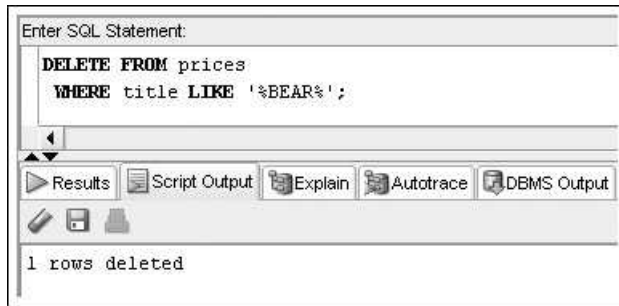 Enter SQL Statement:
DELETE FROM prices
WHERE title LIKE '%BEAR%';
Results Script Output Explain Autotrace DBMS Output
1 rows deleted